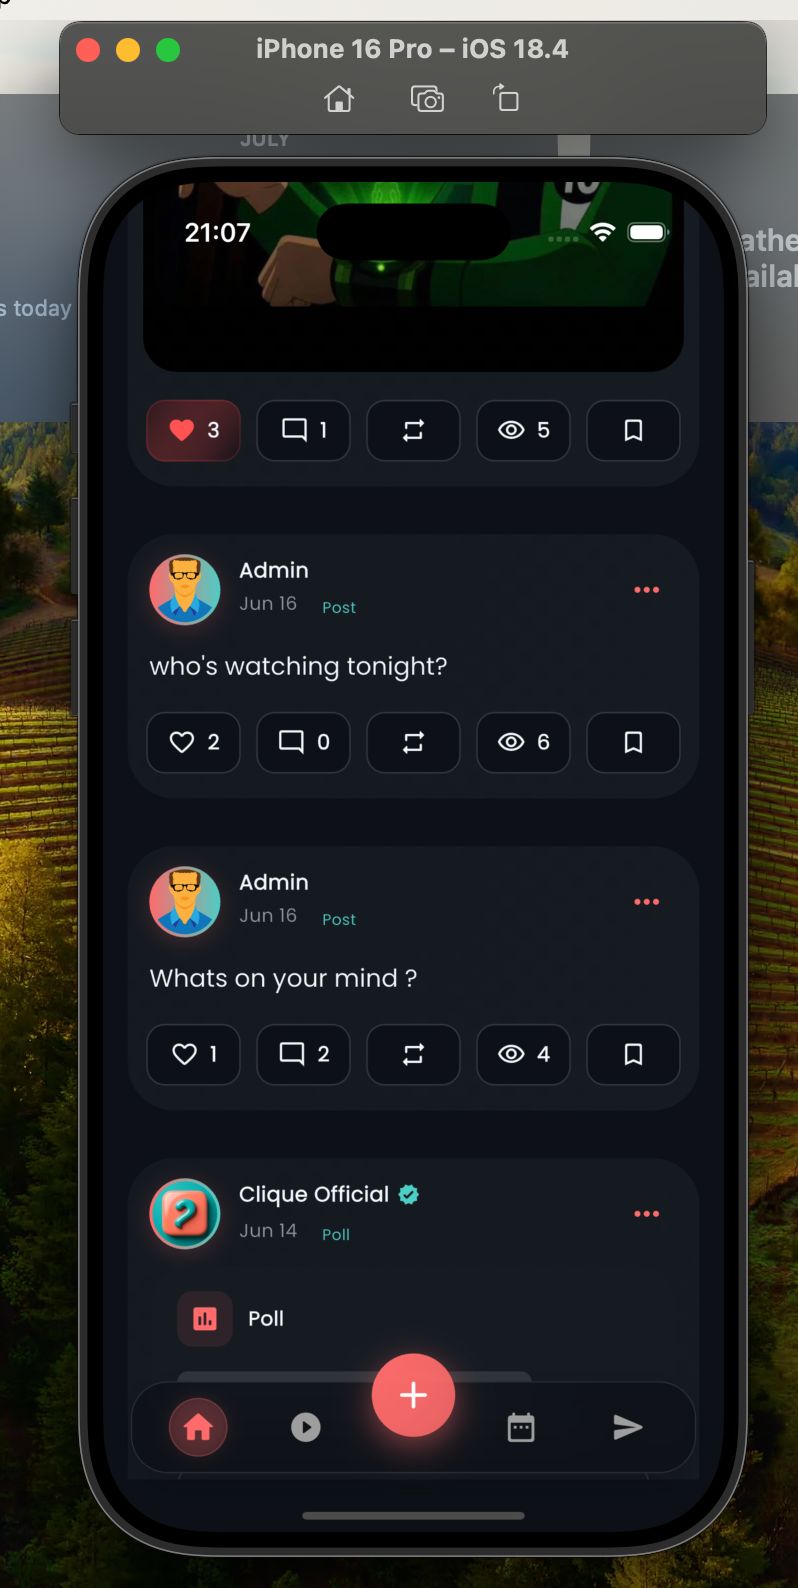 iPhone 16 Pro – iOS 18.4
JULY
s today
21:07
10
3
1
5
Admin
Jun 16 Post
who's watching tonight?
2 0 6
Admin
Jun 16 Post
Whats on your mind ?
1 2 4
Clique Official
Jun 14 Poll
Poll